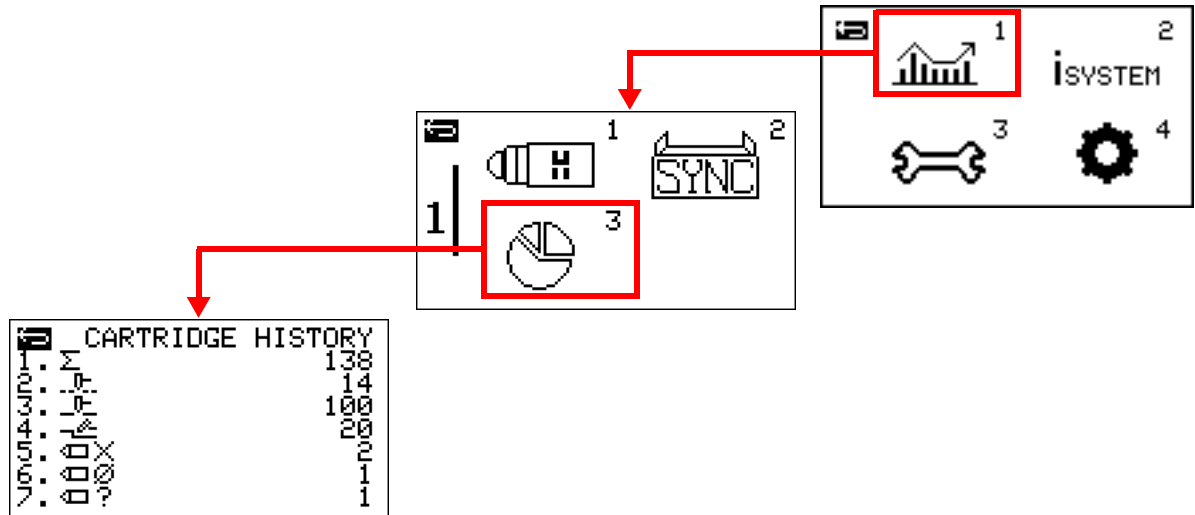 1
2
iSYSTEM
3
4
1
2
SYNC
1
3
CARTRIDGE HISTORY
1. Σ 138
2. 14
3. 100
4. 20
5. X 2
6. Ø 1
7. ? 1